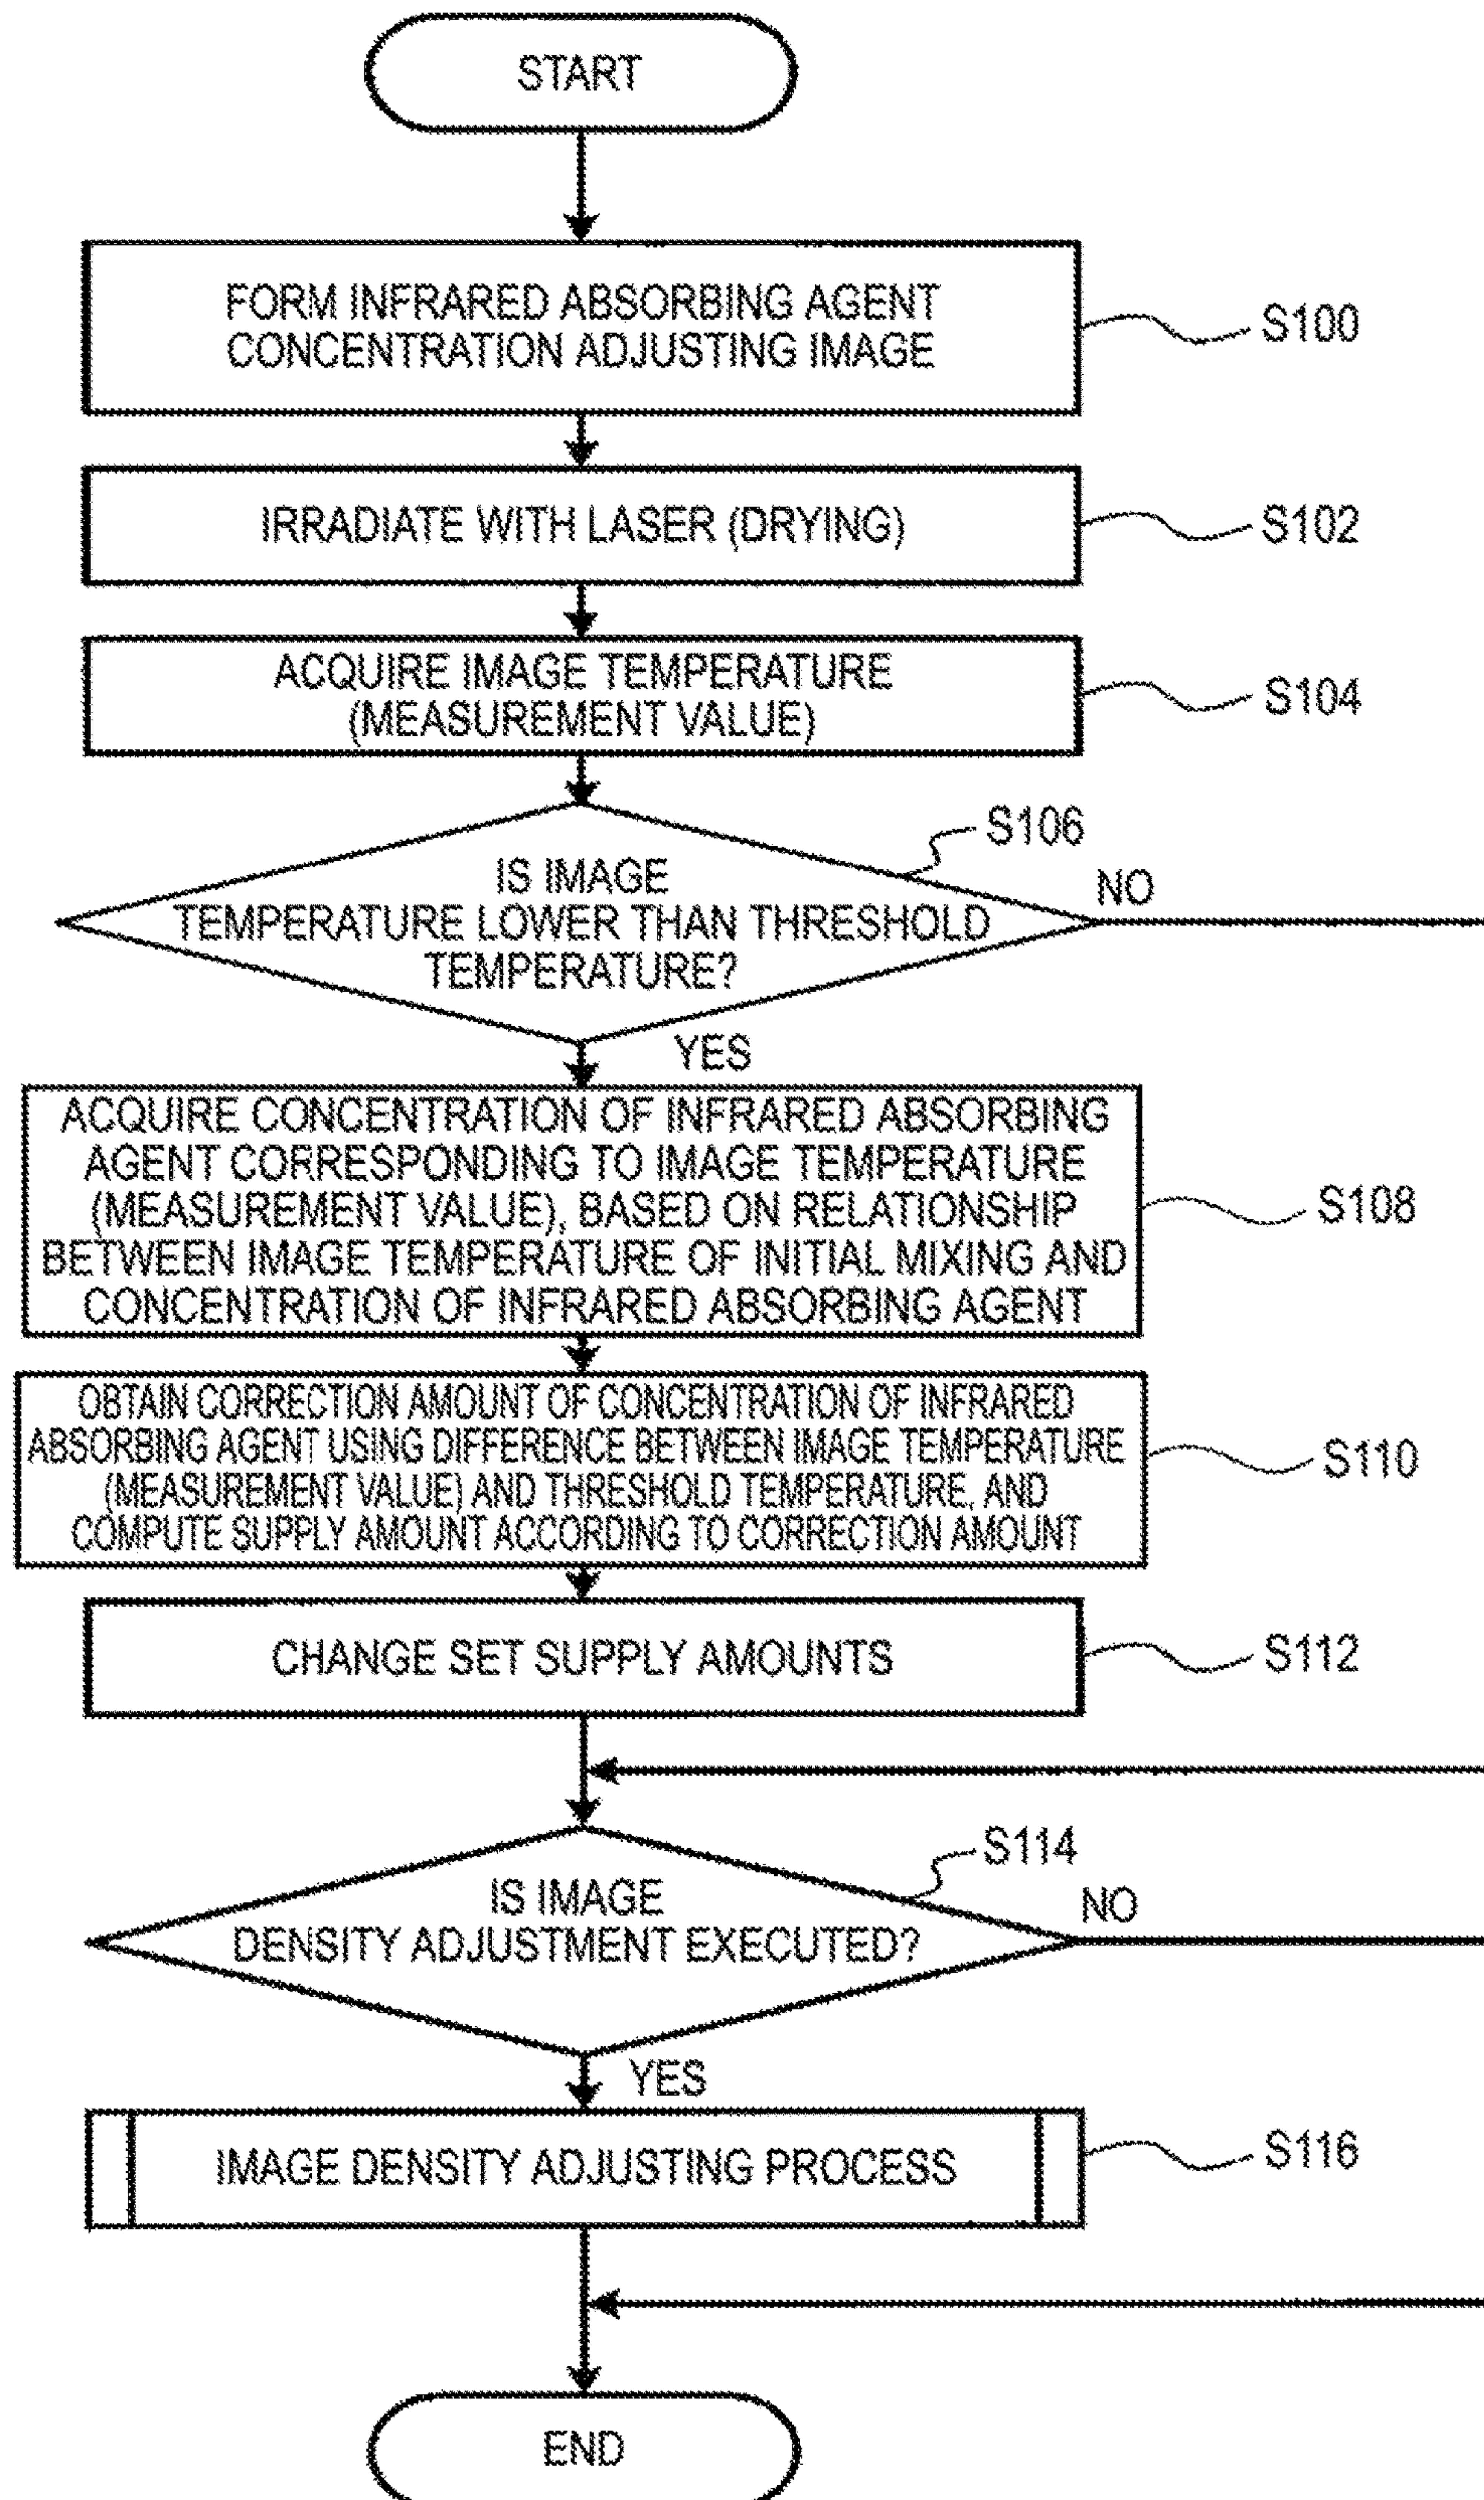 START
FORM INFRARED ABSORBING AGENT
CONCENTRATION ADJUSTING IMAGE
S100
IRRADIATE WITH LASER (DRYING)
S102
ACQUIRE IMAGE TEMPERATURE
(MEASUREMENT VALUE)
S104
S106
IS IMAGE
TEMPERATURE LOWER THAN THRESHOLD
TEMPERATURE?
NO
YES
ACQUIRE CONCENTRATION OF INFRARED ABSORBING
AGENT CORRESPONDING TO IMAGE TEMPERATURE
(MEASUREMENT VALUE), BASED ON RELATIONSHIP
BETWEEN IMAGE TEMPERATURE OF INITIAL MIXING AND
CONCENTRATION OF INFRARED ABSORBING AGENT
S108
OBTAIN CORRECTION AMOUNT OF CONCENTRATION OF INFRARED
ABSORBING AGENT USING DIFFERENCE BETWEEN IMAGE TEMPERATURE
(MEASUREMENT VALUE) AND THRESHOLD TEMPERATURE, AND
COMPUTE SUPPLY AMOUNT ACCORDING TO CORRECTION AMOUNT
S110
CHANGE SET SUPPLY AMOUNTS
S112
S114
IS IMAGE
DENSITY ADJUSTMENT EXECUTED?
NO
YES
IMAGE DENSITY ADJUSTING PROCESS
S116
END